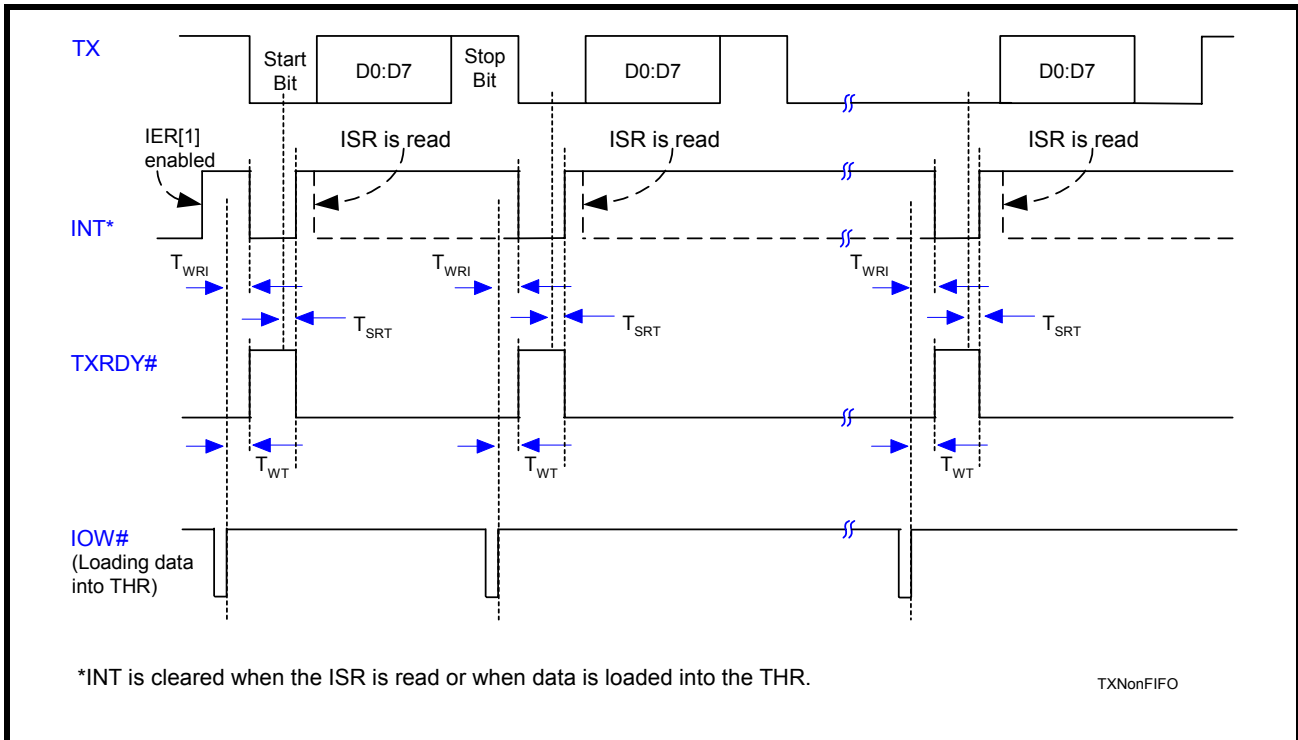 TX
Start
Bit
D0:D7
Stop
Bit
D0:D7
D0:D7
IER[1]
enabled
ISR is read
ISR is read
ISR is read
INT*
TWRI
TWRI
TWRI
TSRT
TSRT
TSRT
TXRDY#
TWT
TWT
TWT
IOW#
(Loading data
into THR)
*INT is cleared when the ISR is read or when data is loaded into the THR.
TXNonFIFO